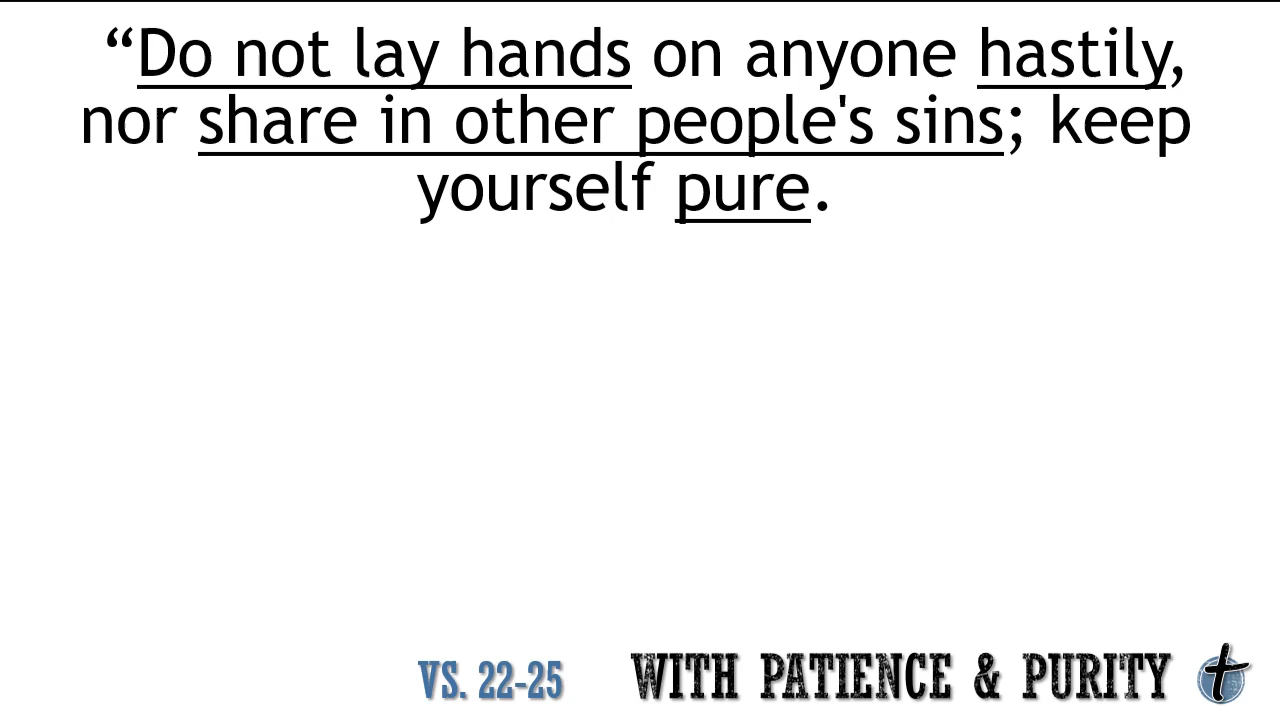 “Do not lay hands on anyone hastily,
nor share in other people's sins; keep
yourself pure.
VS. 22-25 WITH PATIENCE & PURITY